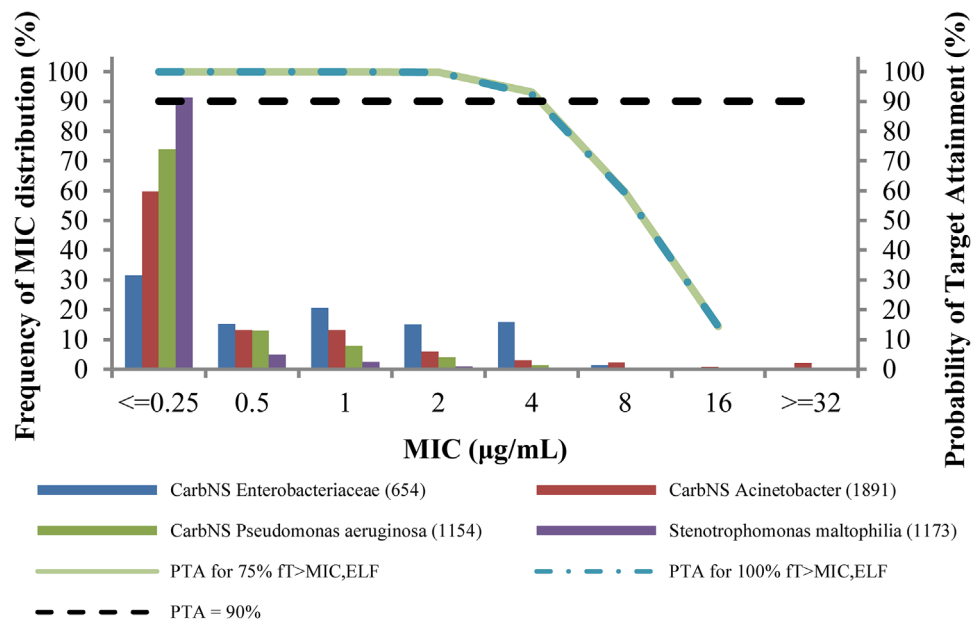 Frequency of MIC distribution (%)
100
90
80
70
60
50
40
30
20
10
0
100
90
80
70
60
50
40
30
20
10
0
Probability of Target Attainment (%)
<=0.25 0.5 1 2 4 8 16 >=32
MIC (µg/mL)
CarbNS Enterobacteriaceae (654)
CarbNS Acinetobacter (1891)
CarbNS Pseudomonas aeruginosa (1154)
Stenotrophomonas maltophilia (1173)
PTA for 75% fT>MIC,ELF
PTA for 100% fT>MIC,ELF
PTA = 90%